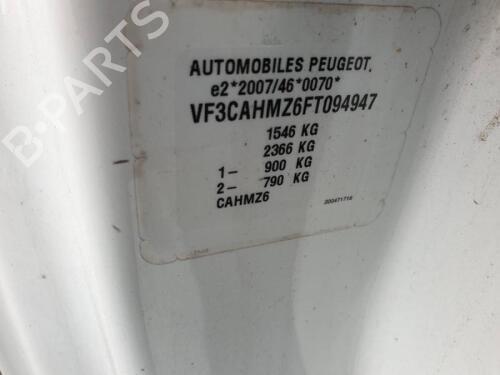 AUTOMOBILES PEUGEOT.
e2*2007/46*0070*
VF3CAHMZ6FT094947
1546 KG
2366 KG
1- 900 KG
2- 790 KG
CAHMZ6
B-PARTS